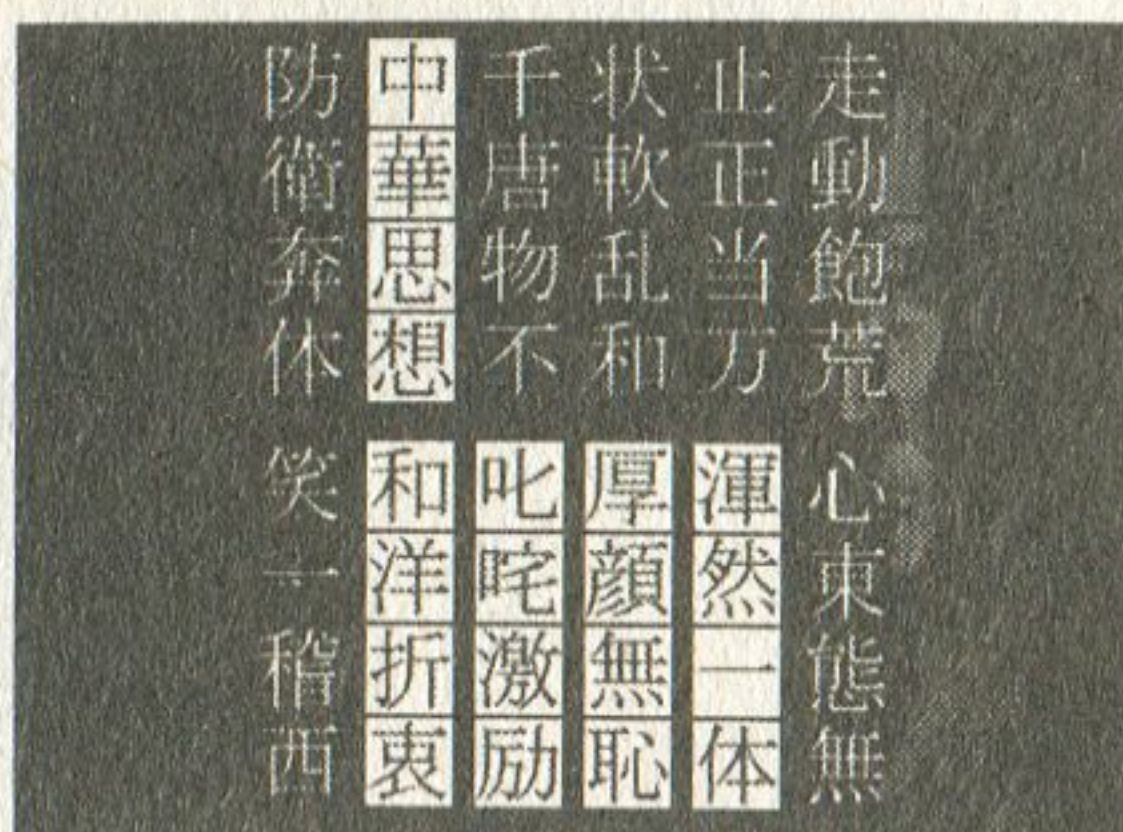 走動飽荒 心東態無
止正当万 渾然一体
状軟乱和 厚顔無恥
千唐物不 叱咤激励
中華思想 和洋折衷
防衛奔体 笑一稽西